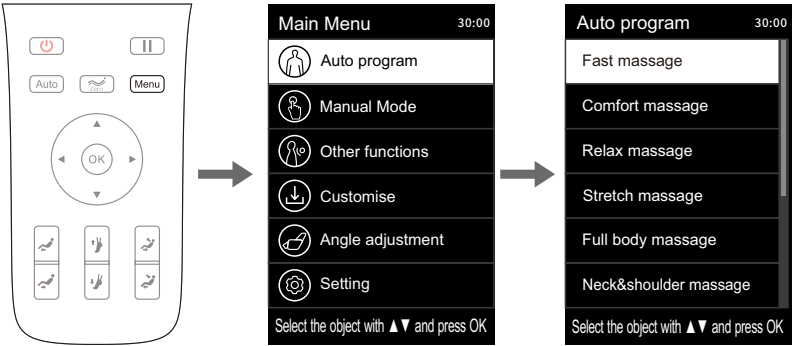 Auto
Zero
Menu
OK
Main Menu 30:00
Auto program
Manual Mode
Other functions
Customise
Angle adjustment
Setting
Select the object with ▲▼ and press OK
Auto program 30:00
Fast massage
Comfort massage
Relax massage
Stretch massage
Full body massage
Neck&shoulder massage
Select the object with ▲▼ and press OK